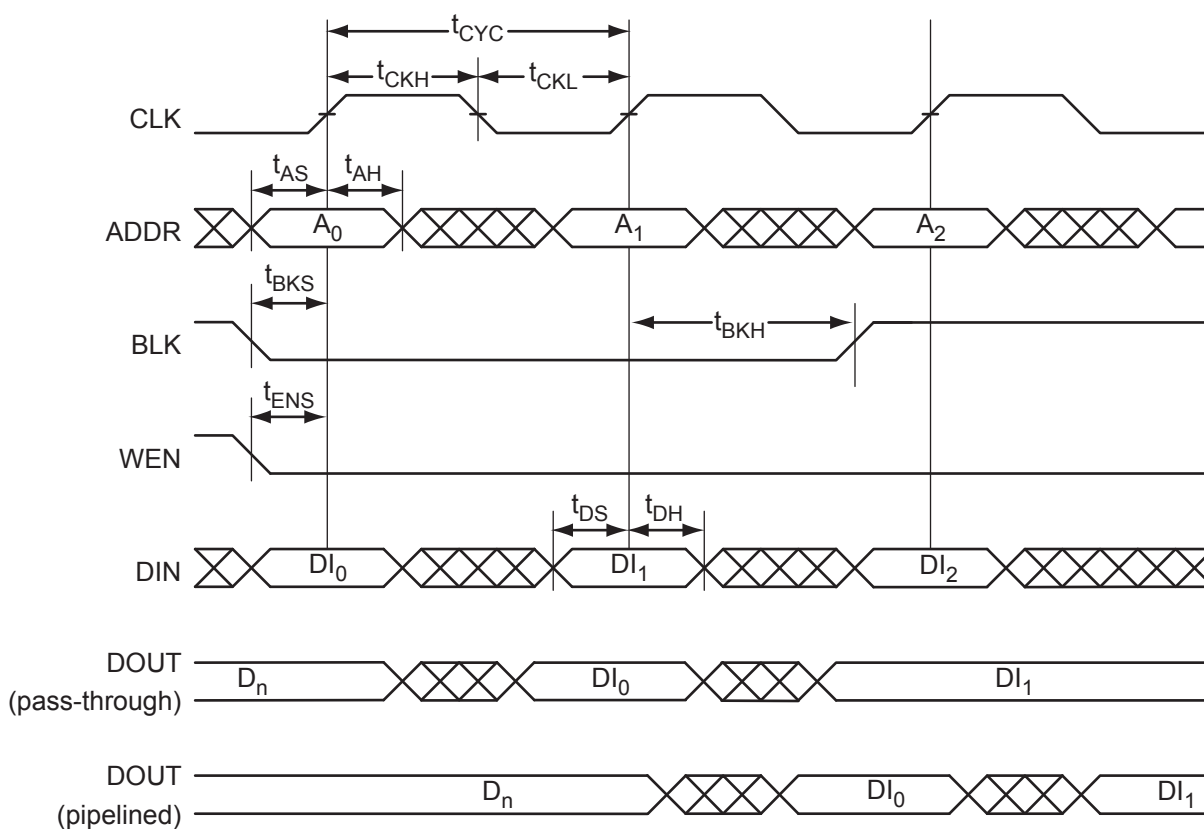 tCYC
tCKH tCKL
CLK
tAS tAH
ADDR A0 A1 A2
tBKS
tBKH
BLK
tENS
WEN
tDS tDH
DIN DI0 DI1 DI2
DOUT
(pass-through)
Dn DI0 DI1
DOUT
(pipelined)
Dn DI0 DI1